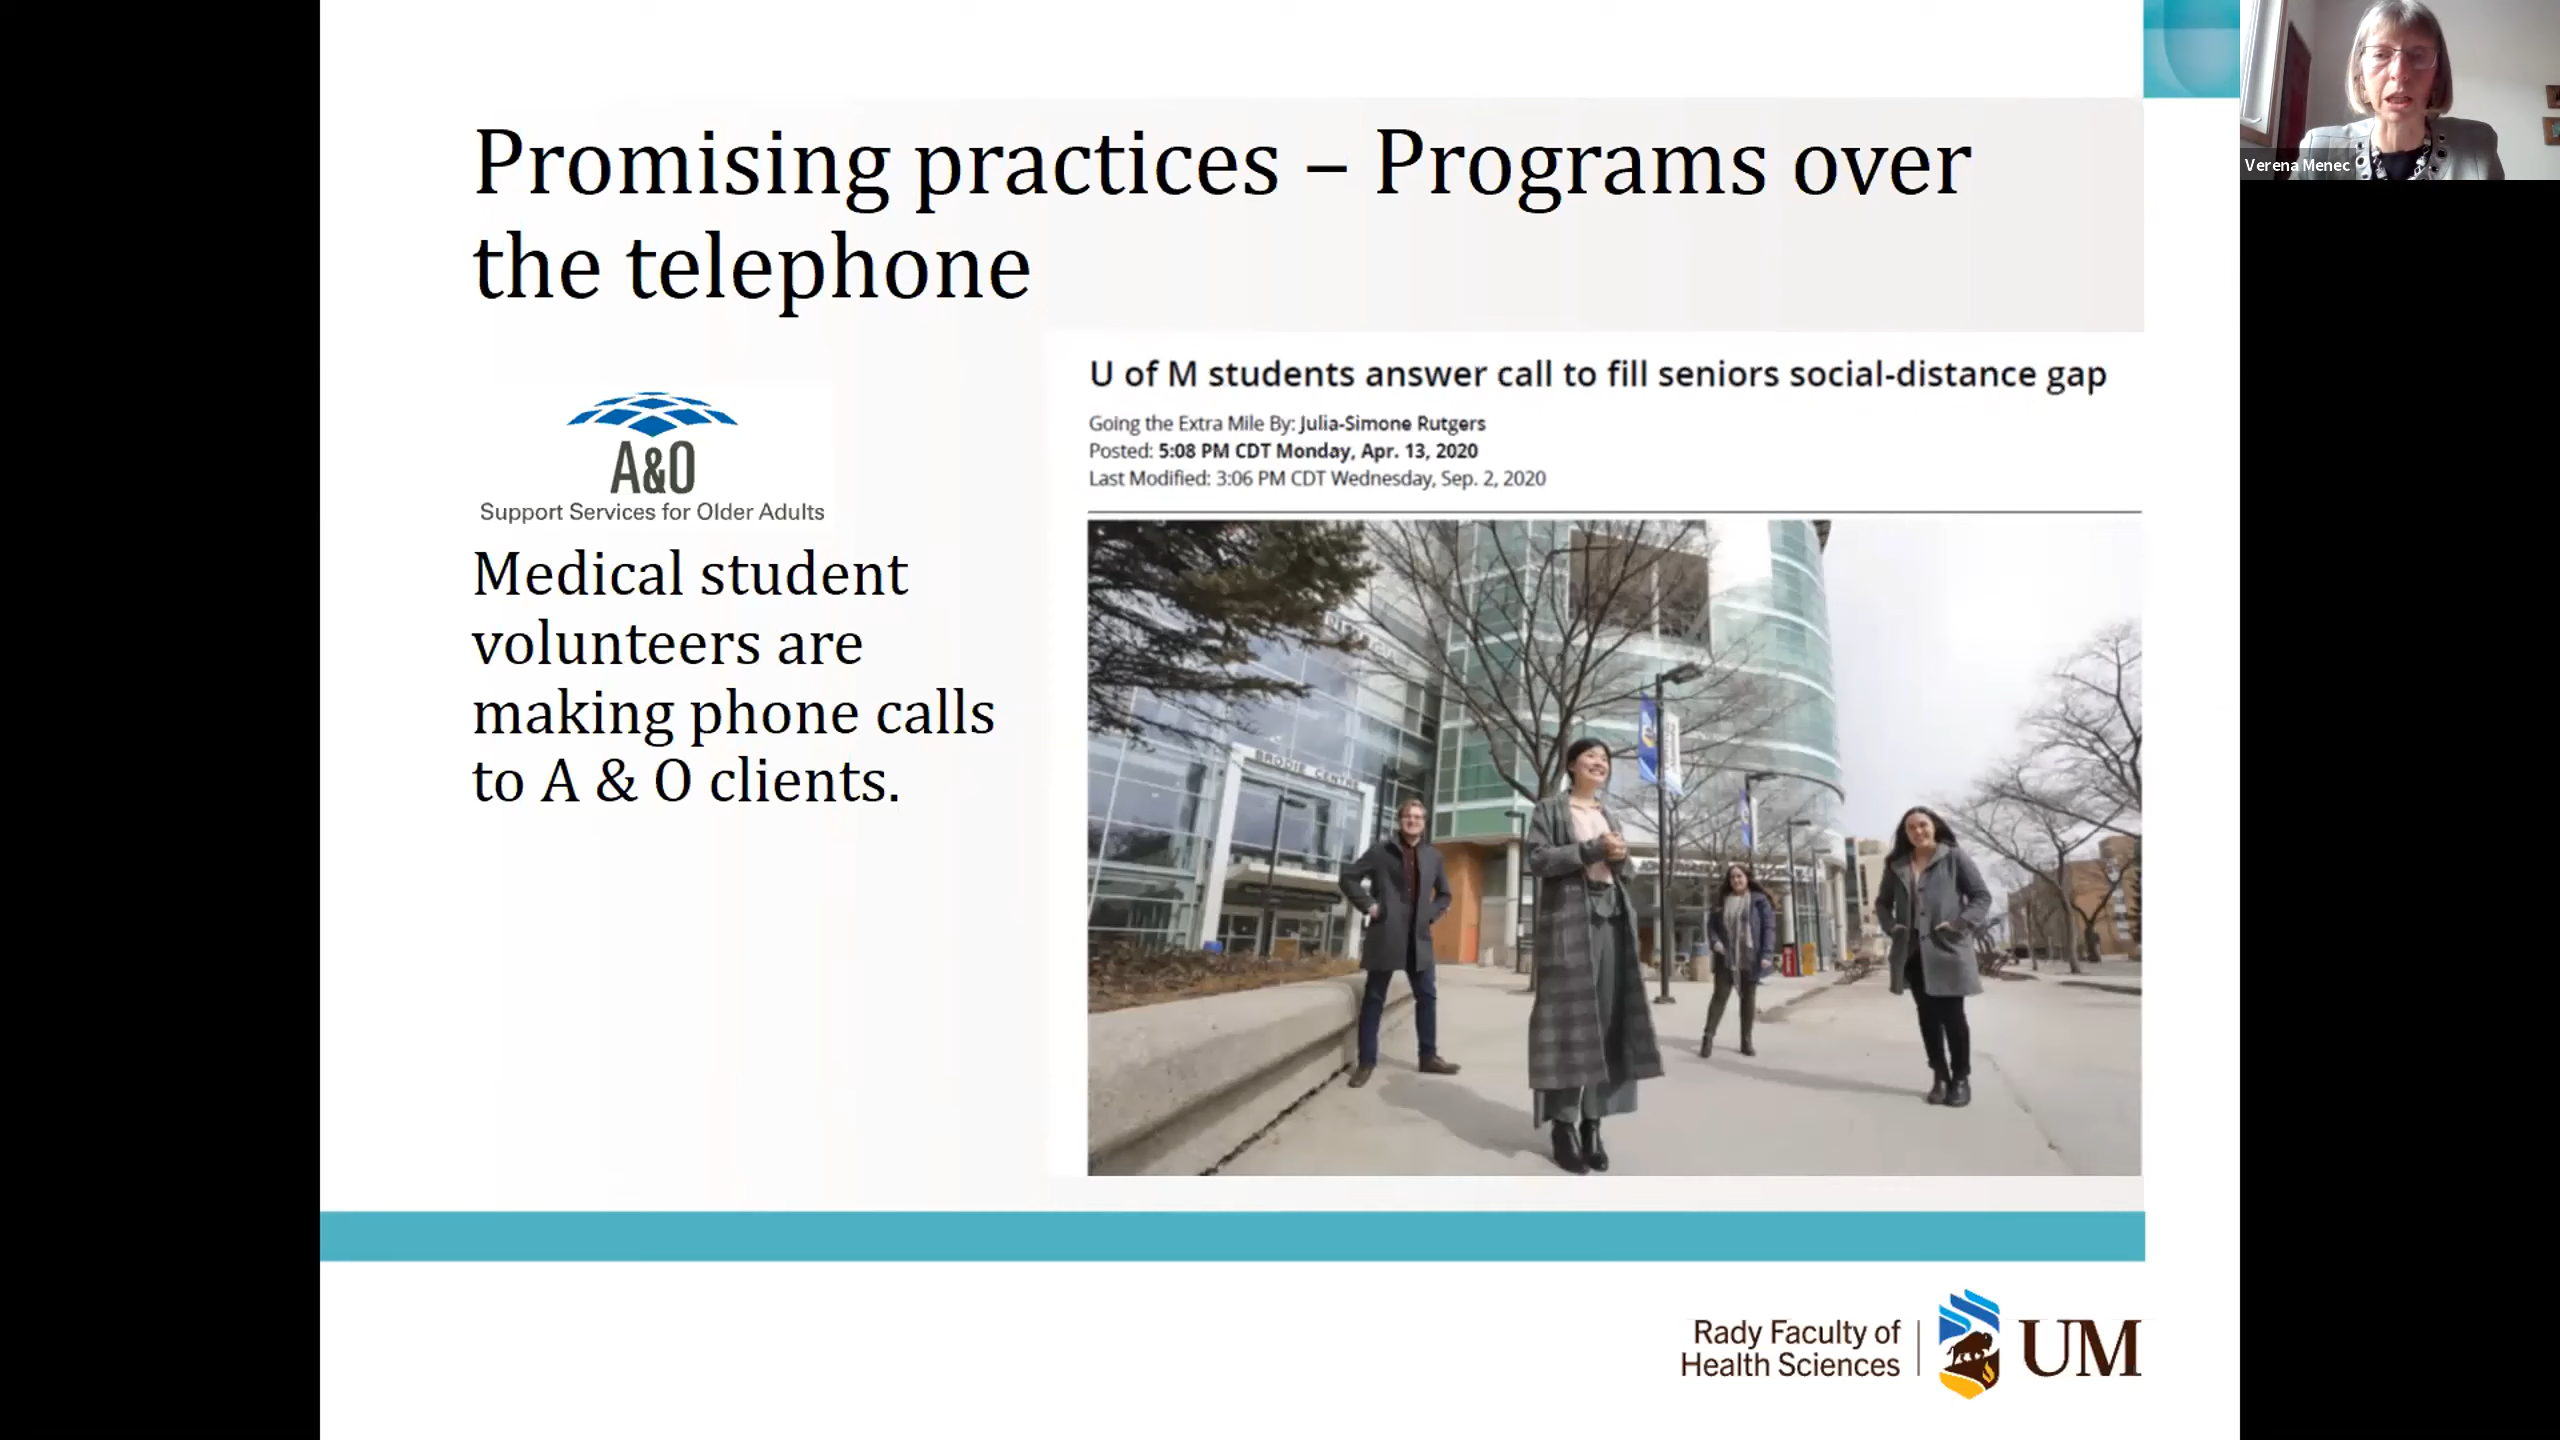 Promising practices – Programs over
the telephone
Verena Menec
A&O
Support Services for Older Adults
Medical student
volunteers are
making phone calls
to A & O clients.
U of M students answer call to fill seniors social-distance gap
Going the Extra Mile By: Julia-Simone Rutgers
Posted: 5:08 PM CDT Monday, Apr. 13, 2020
Last Modified: 3:06 PM CDT Wednesday, Sep. 2, 2020
BRODIE CENTRE
Rady Faculty of
Health Sciences
UM